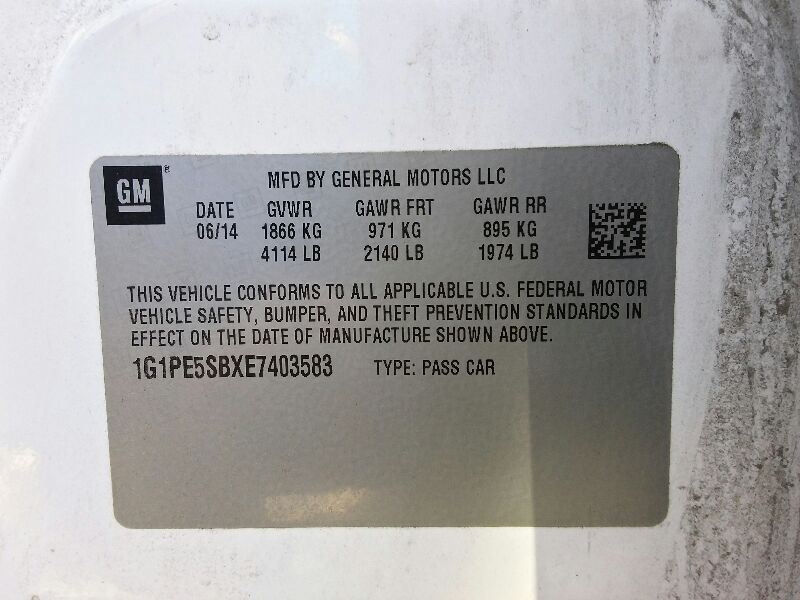 GM ®
MFD BY GENERAL MOTORS LLC
DATE GVWR GAWR FRT GAWR RR
06/14 1866 KG 971 KG 895 KG
4114 LB 2140 LB 1974 LB
THIS VEHICLE CONFORMS TO ALL APPLICABLE U.S. FEDERAL MOTOR
VEHICLE SAFETY, BUMPER, AND THEFT PREVENTION STANDARDS IN
EFFECT ON THE DATE OF MANUFACTURE SHOWN ABOVE.
1G1PE5SBXE7403583 TYPE: PASS CAR